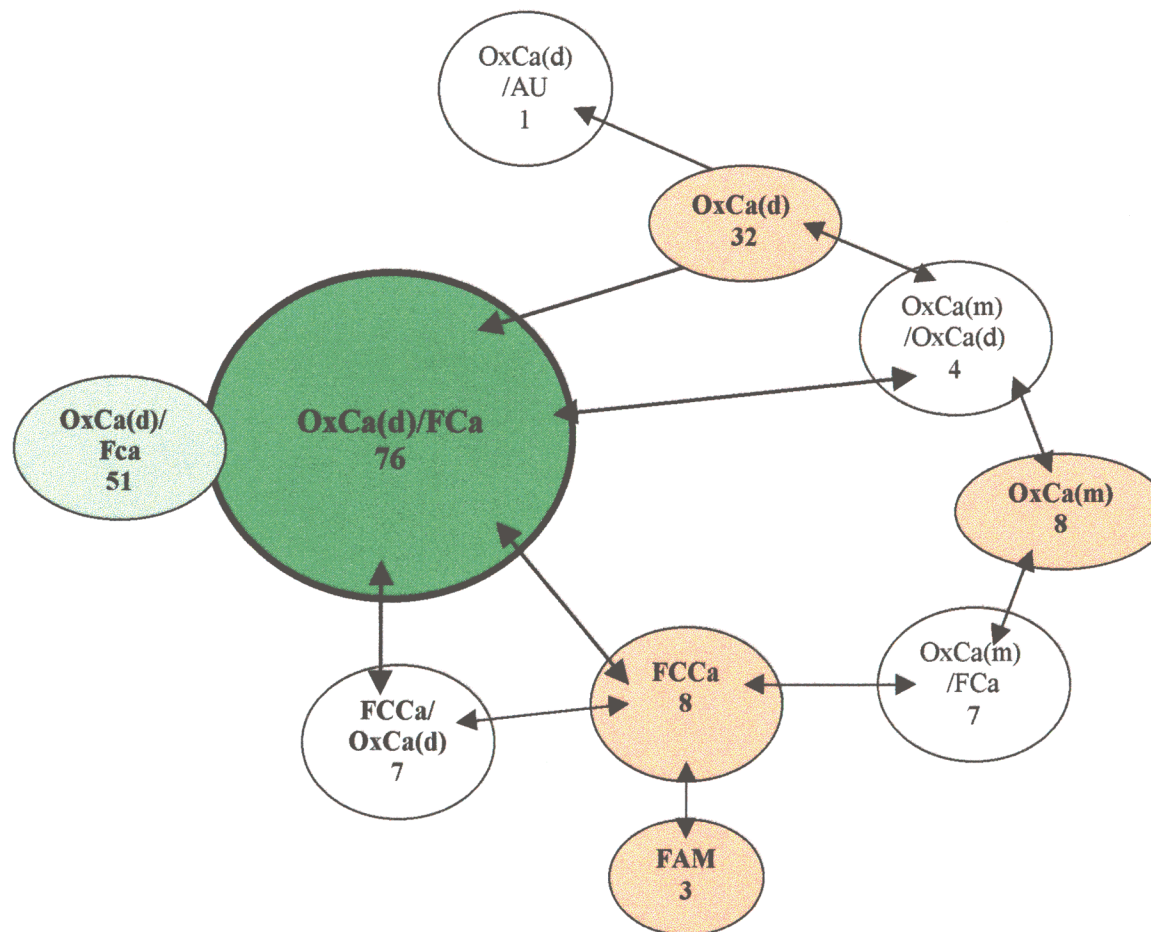 OxCa(d)
/AU
1
OxCa(d)
32
OxCa(m)
/OxCa(d)
4
OxCa(d)/FCa
76
OxCa(d)/
Fca
51
OxCa(m)
8
OxCa(m)
/FCa
7
FCCa
8
FCCa/
OxCa(d)
7
FAM
3